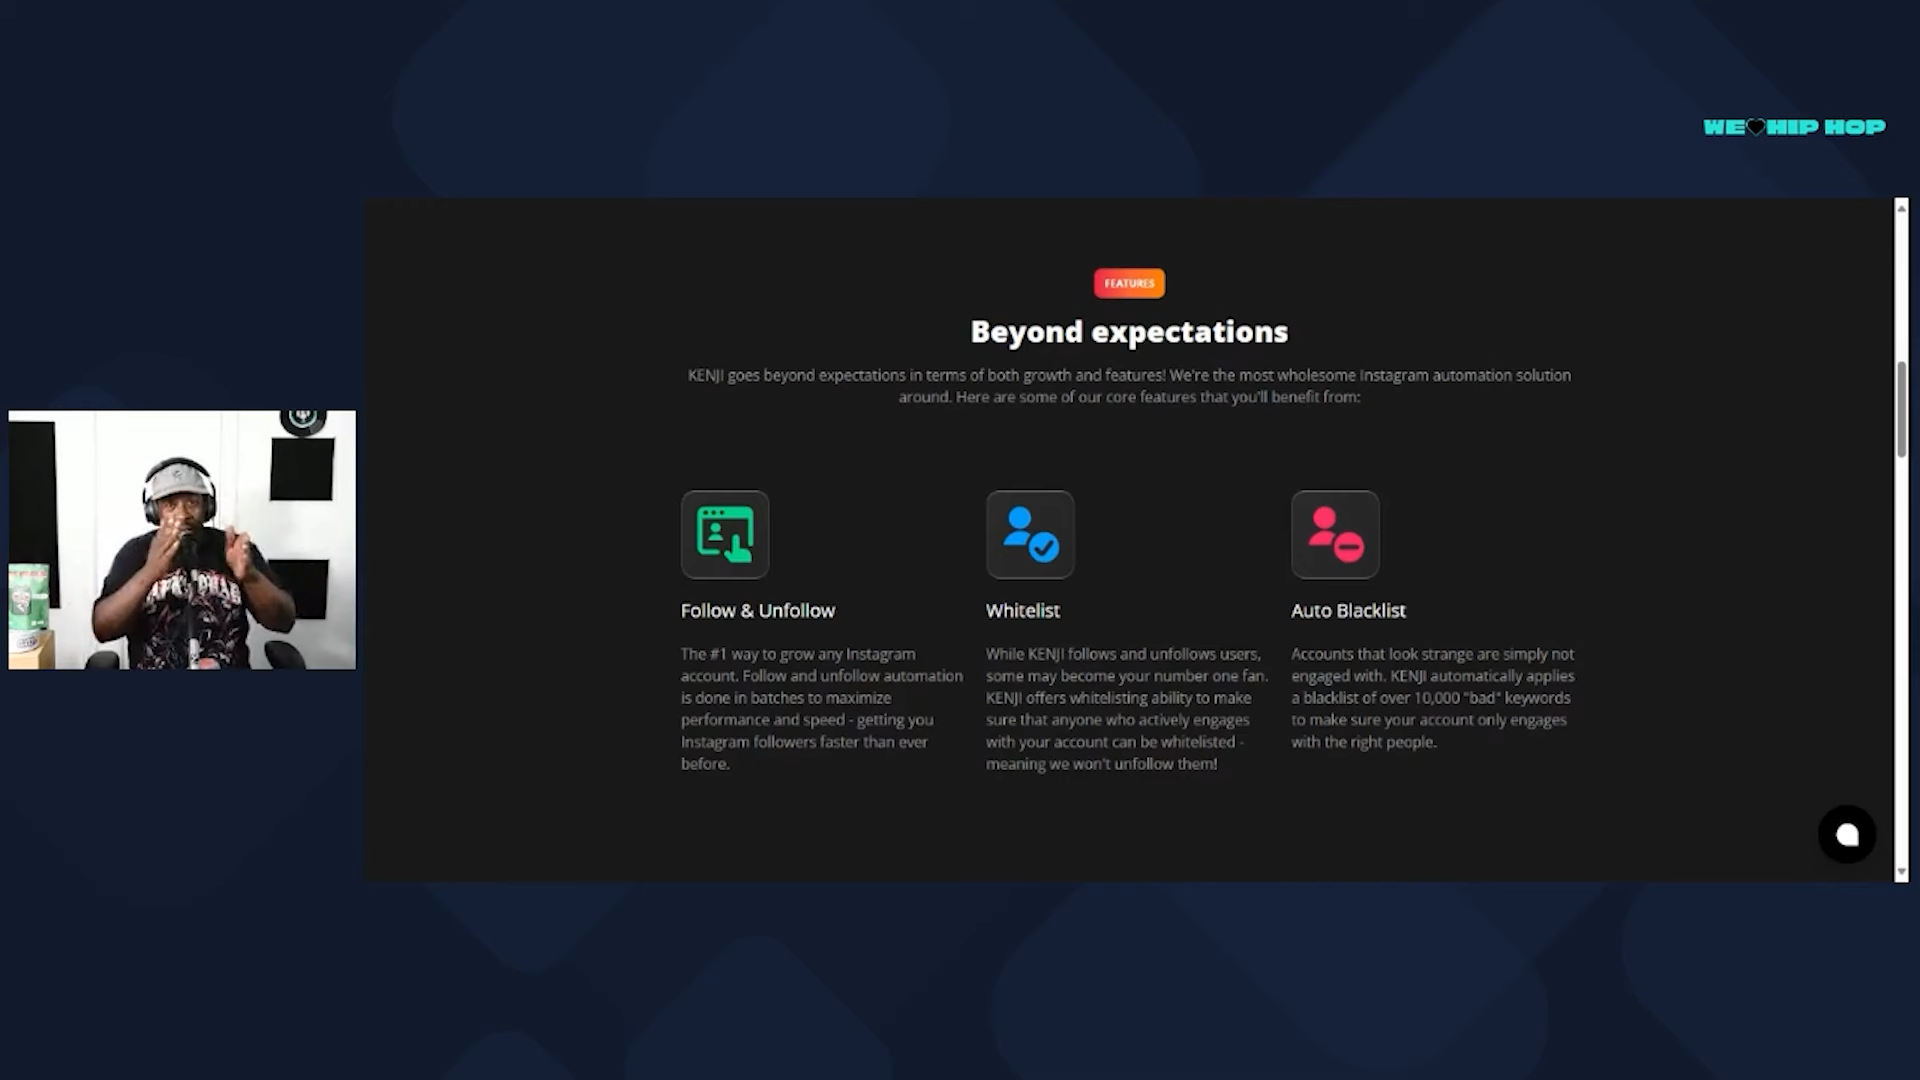 WE HIP HOP
FEATURES
Beyond expectations
KENJI goes beyond expectations in terms of both growth and features! We're the most wholesome Instagram automation solution
around. Here are some of our core features that you'll benefit from:
Follow & Unfollow
The #1 way to grow any Instagram
account. Follow and unfollow automation
is done in batches to maximize
performance and speed - getting you
Instagram followers faster than ever
before.
Whitelist
While KENJI follows and unfollows users,
some may become your number one fan.
KENJI offers whitelisting ability to make
sure that anyone who actively engages
with your account can be whitelisted -
meaning we won't unfollow them!
Auto Blacklist
Accounts that look strange are simply not
engaged with. KENJI automatically applies
a blacklist of over 10,000 "bad" keywords
to make sure your account only engages
with the right people.